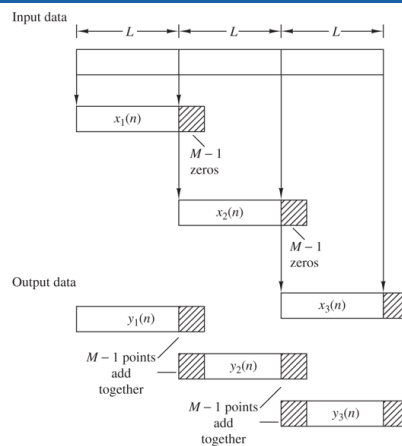 Input data
L L L
x1(n)
M − 1
zeros
x2(n)
M − 1
zeros
Output data
x3(n)
y1(n)
M − 1 points
add
together
y2(n)
M − 1 points
add
together
y3(n)